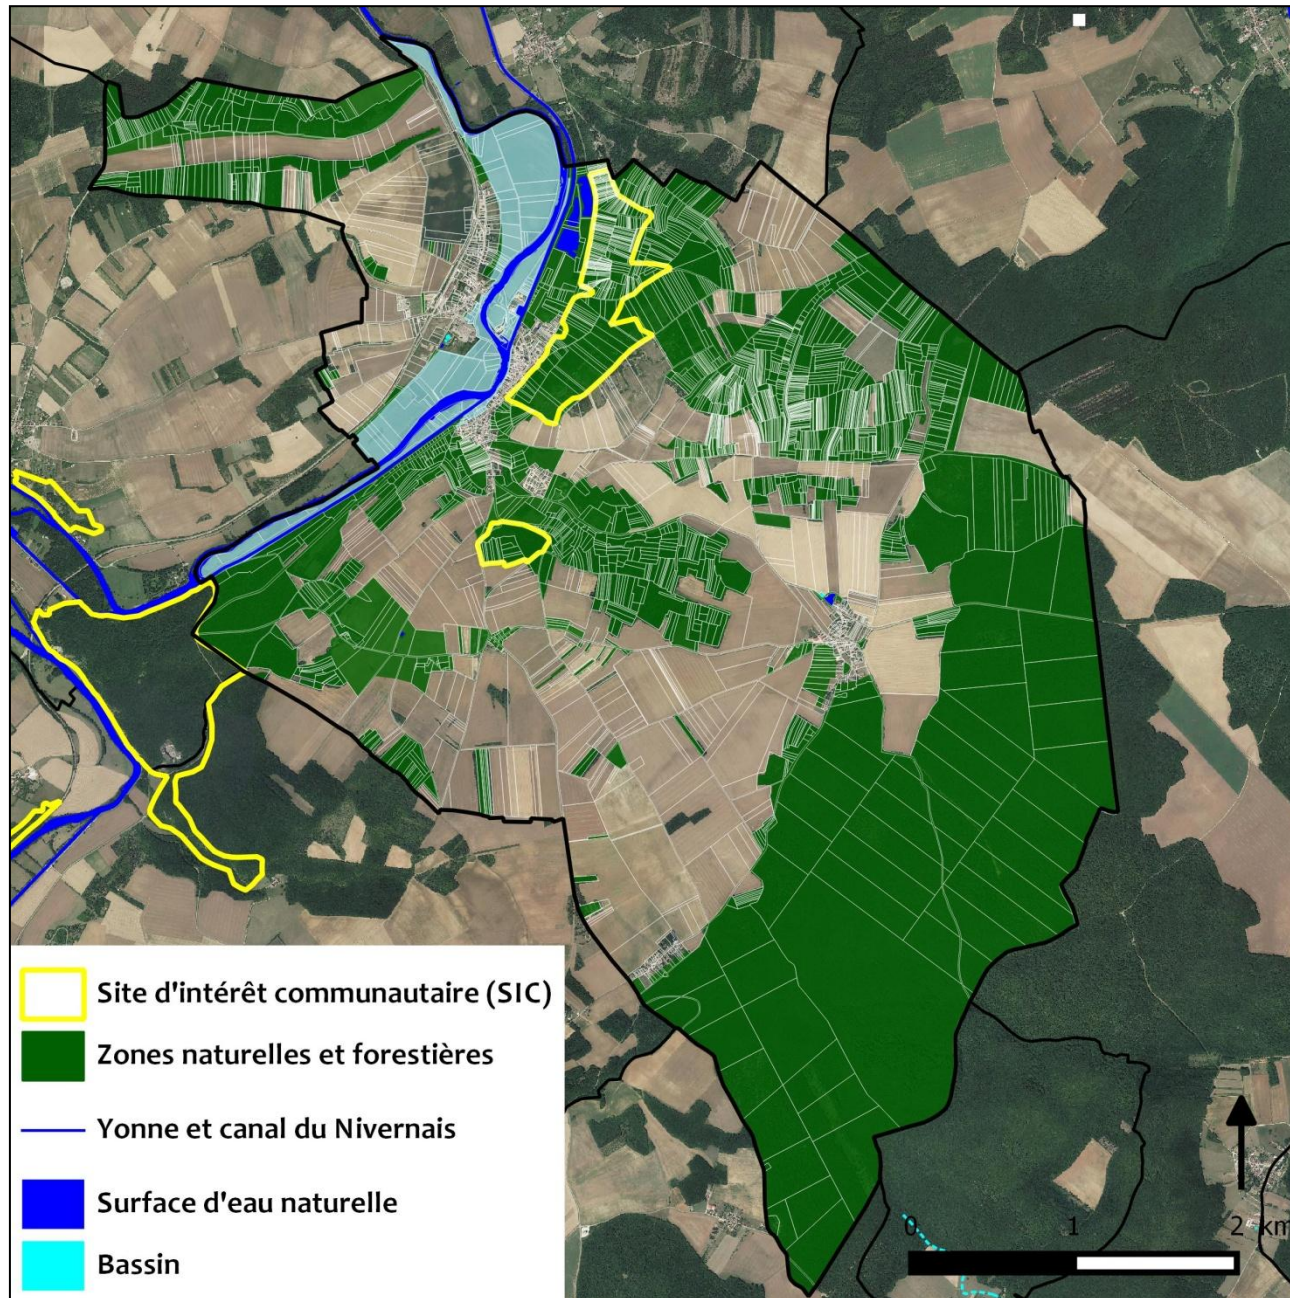 Site d'intérêt communautaire (SIC)
Zones naturelles et forestières
Yonne et canal du Nivernais
Surface d'eau naturelle
Bassin
0 1 2 km